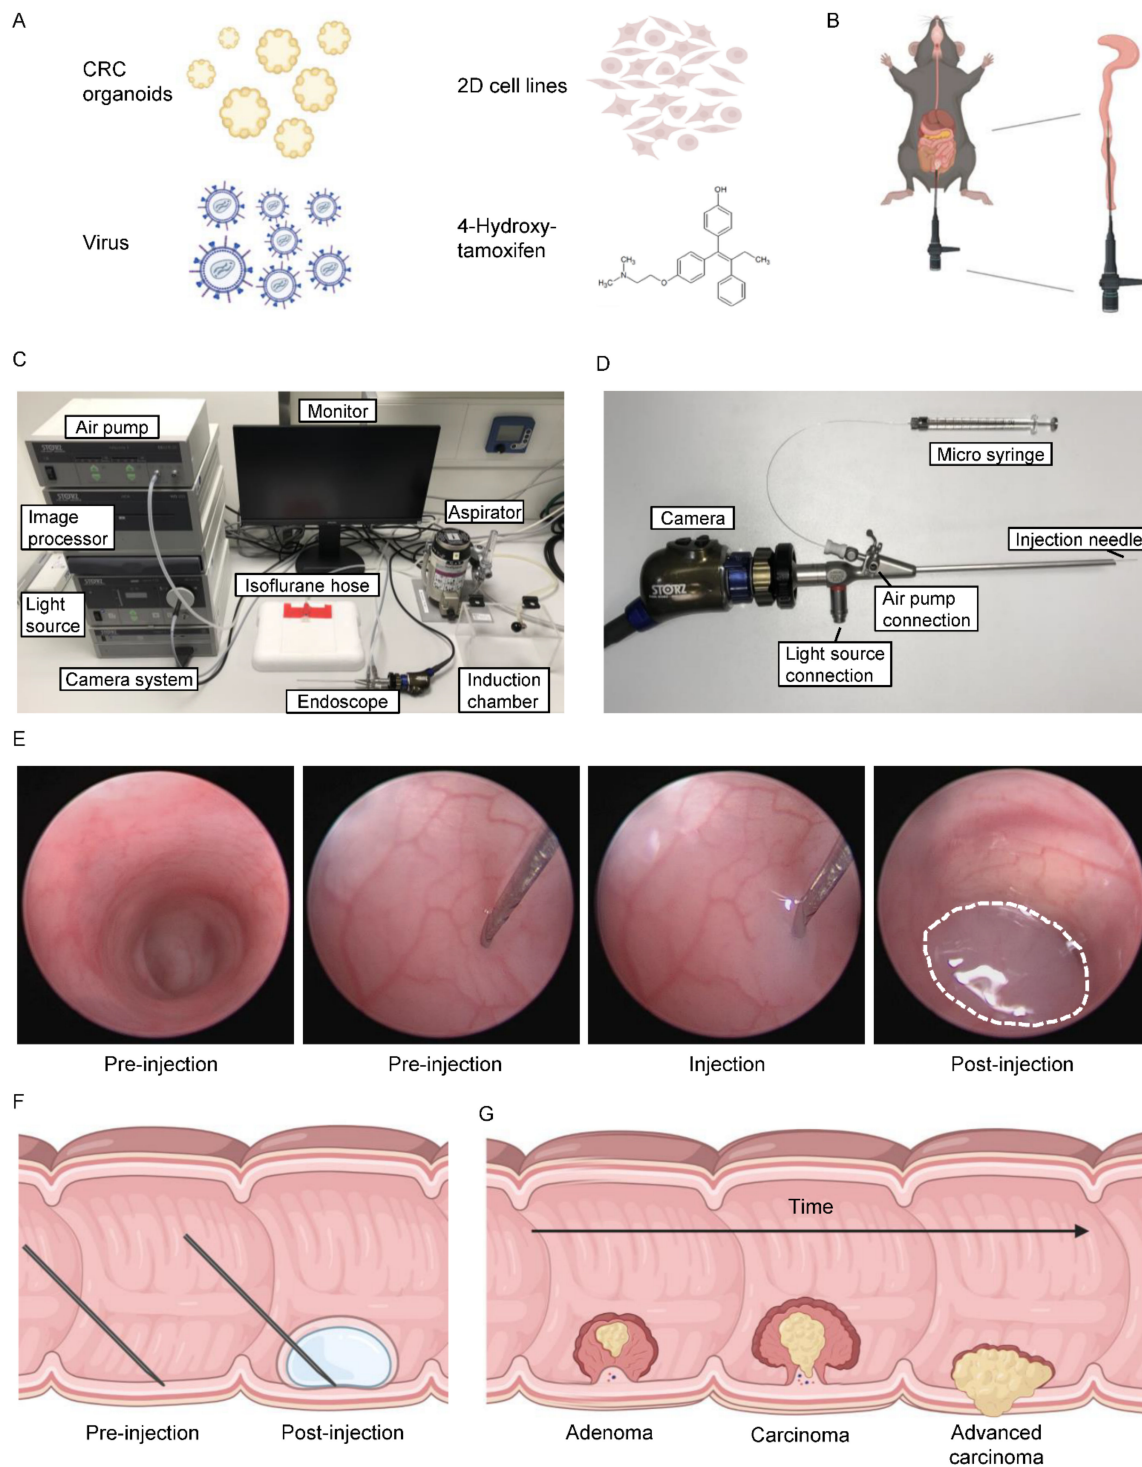 A
B
CRC
organoids
2D cell lines
Virus
4-Hydroxy-
tamoxifen
OH
CH₃
N
H₃C
O
CH₃
C
D
Air pump
Monitor
STORZ
Image
processor
Aspirator
Isoflurane hose
Light
source
STORZ
Camera system
Endoscope
Induction
chamber
Micro syringe
Camera
Injection needle
STORZ
Air pump
connection
Light source
connection
E
Pre-injection
Pre-injection
Injection
Post-injection
F
G
Time
Pre-injection
Post-injection
Adenoma
Carcinoma
Advanced
carcinoma